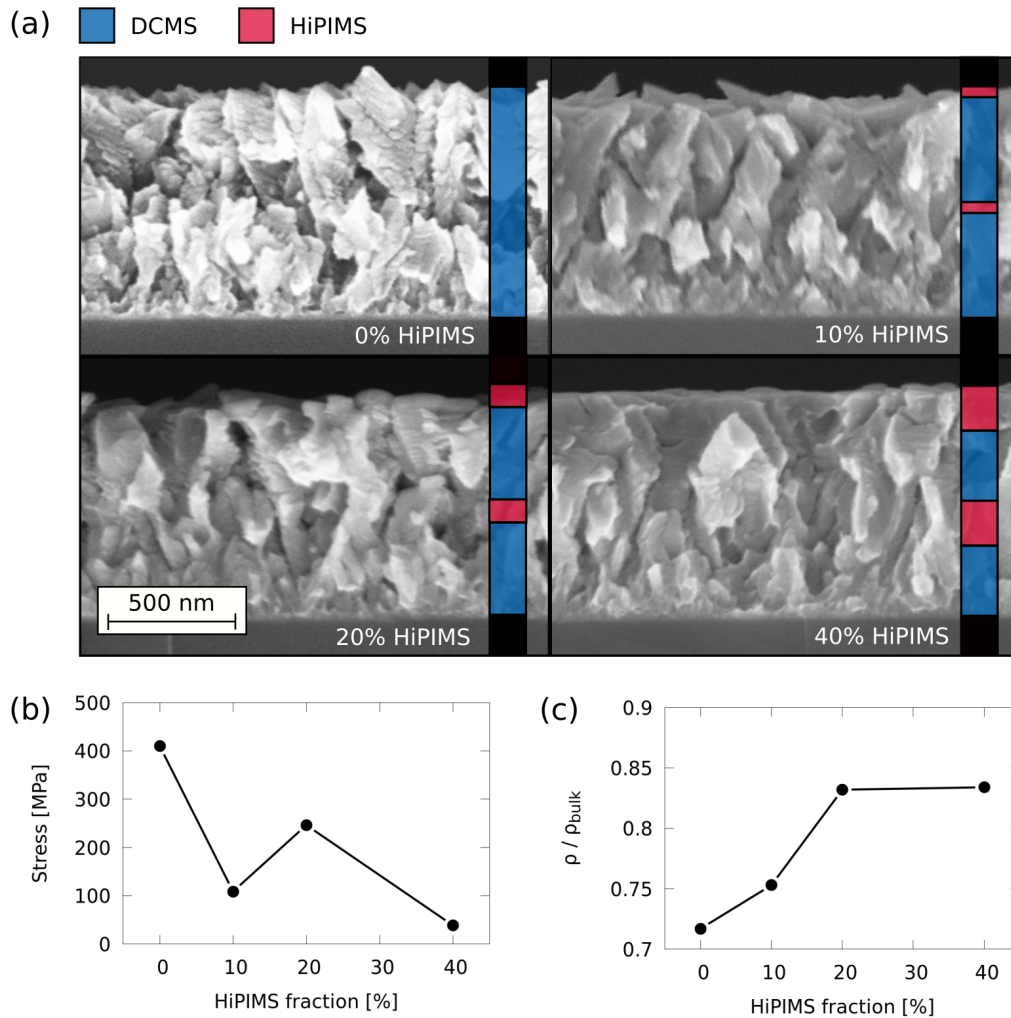 (a) DCMS HiPIMS
0% HiPIMS
10% HiPIMS
500 nm
20% HiPIMS
40% HiPIMS
(b)
500
400
300
200
100
0
Stress [MPa]
0 10 20 30 40
HiPIMS fraction [%]
(c)
0.9
0.85
0.8
0.75
0.7
ρ / ρbulk
0 10 20 30 40
HiPIMS fraction [%]